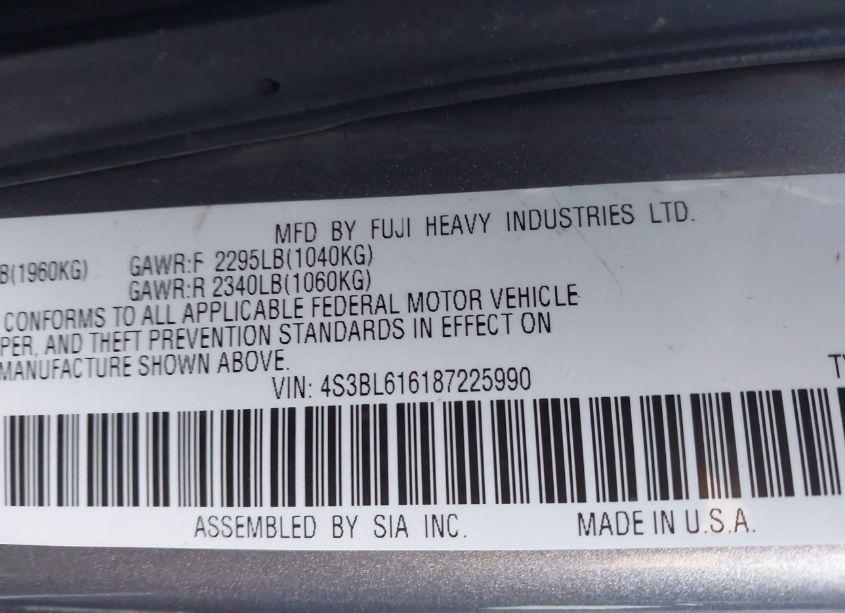 MFD BY FUJI HEAVY INDUSTRIES LTD.
B(1960KG) GAWR:F 2295LB(1040KG)
GAWR:R 2340LB(1060KG)
CONFORMS TO ALL APPLICABLE FEDERAL MOTOR VEHICLE
PER, AND THEFT PREVENTION STANDARDS IN EFFECT ON
MANUFACTURE SHOWN ABOVE.
VIN: 4S3BL616187225990 TY
ASSEMBLED BY SIA INC. MADE IN U.S.A.